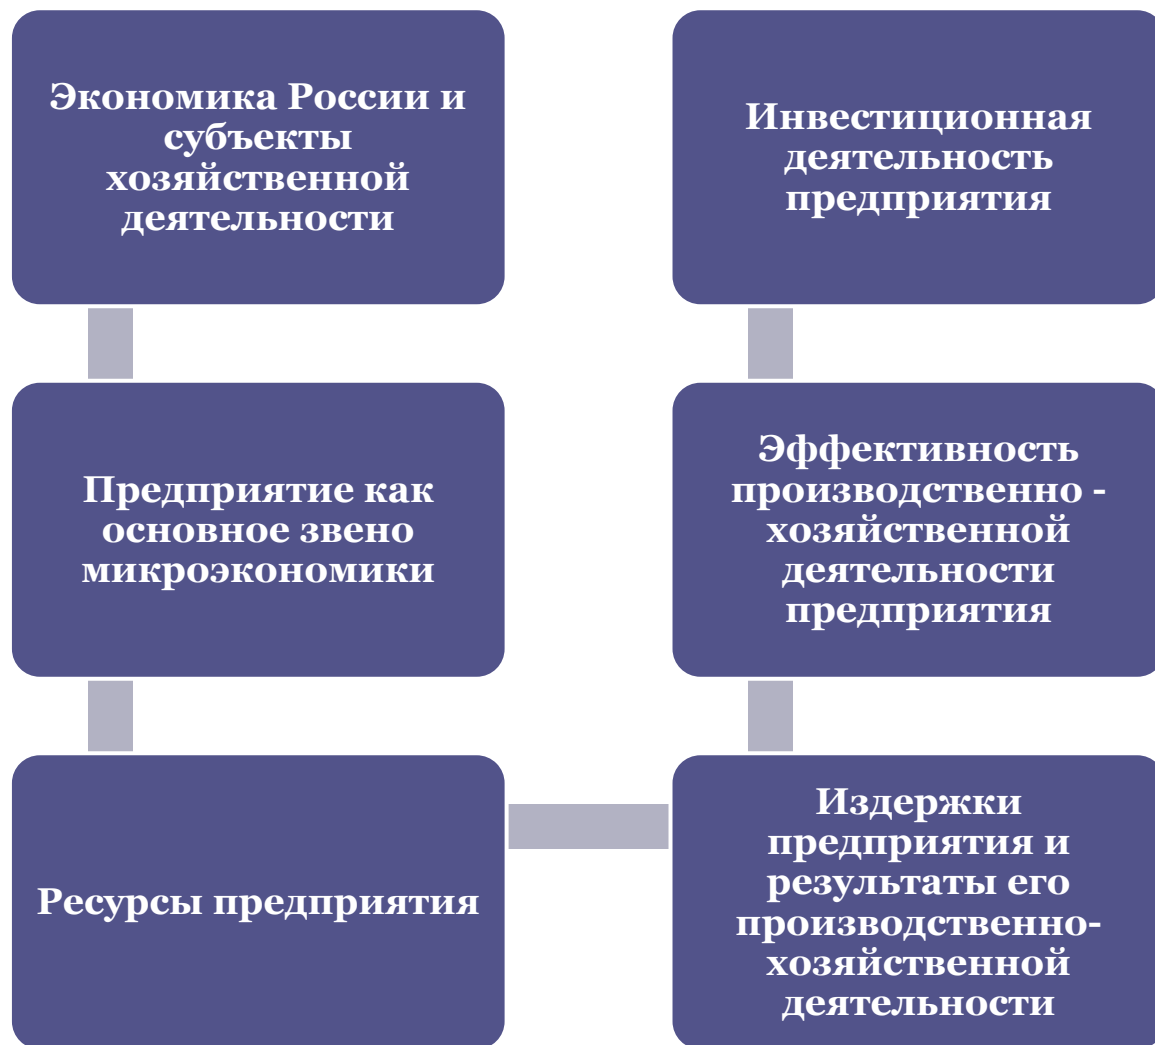 Экономика России и
субъекты
хозяйственной
деятельности
Предприятие как
основное звено
микроэкономики
Ресурсы предприятия
Издержки
предприятия и
результаты его
производственно-
хозяйственной
деятельности
Эффективность
производственно -
хозяйственной
деятельности
предприятия
Инвестиционная
деятельность
предприятия